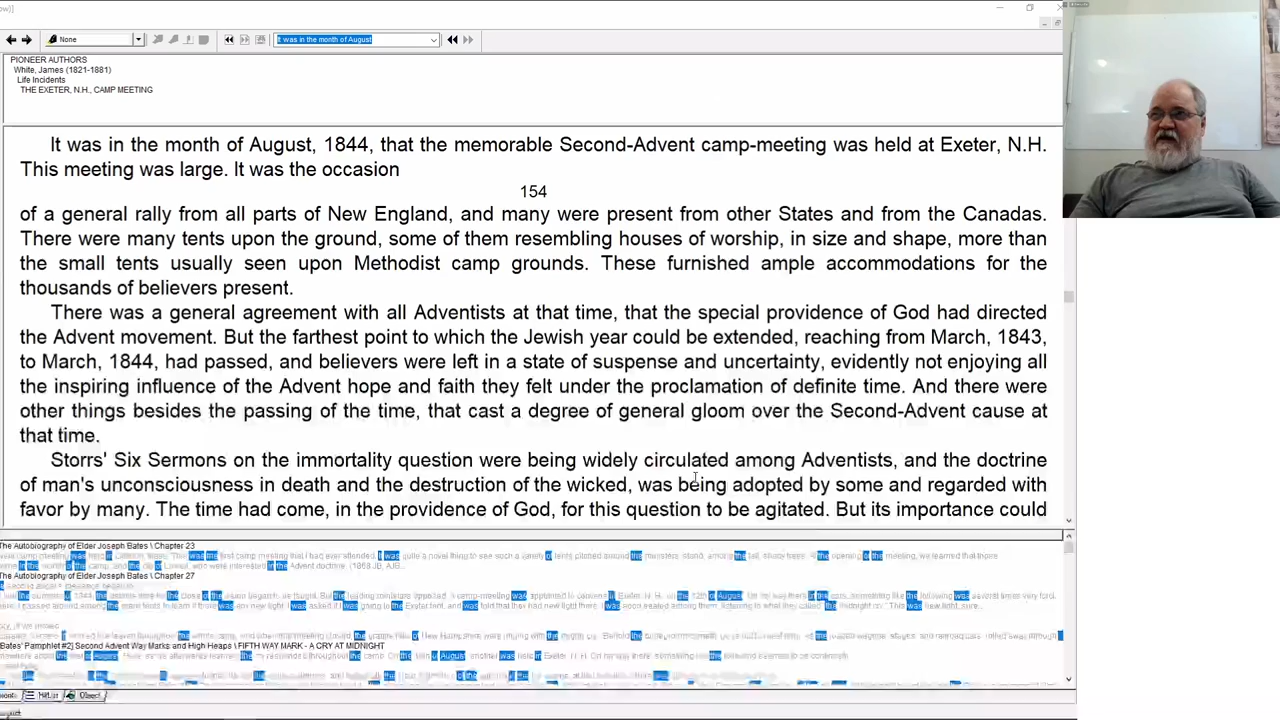 None
It was in the month of August
PIONEER AUTHORS
White, James (1821-1881)
Life Incidents
THE EXETER, N.H., CAMP MEETING
It was in the month of August, 1844, that the memorable Second-Advent camp-meeting was held at Exeter, N.H.
This meeting was large. It was the occasion
154
of a general rally from all parts of New England, and many were present from other States and from the Canadas.
There were many tents upon the ground, some of them resembling houses of worship, in size and shape, more than
the small tents usually seen upon Methodist camp grounds. These furnished ample accommodations for the
thousands of believers present.
There was a general agreement with all Adventists at that time, that the special providence of God had directed
the Advent movement. But the farthest point to which the Jewish year could be extended, reaching from March, 1843,
to March, 1844, had passed, and believers were left in a state of suspense and uncertainty, evidently not enjoying all
the inspiring influence of the Advent hope and faith they felt under the proclamation of definite time. And there were
other things besides the passing of the time, that cast a degree of general gloom over the Second-Advent cause at
that time.
Storrs' Six Sermons on the immortality question were being widely circulated among Adventists, and the doctrine
of man's unconsciousness in death and the destruction of the wicked, was being adopted by some and regarded with
favor by many. The time had come, in the providence of God, for this question to be agitated. But its importance could
The Autobiography of Elder Joseph Bates \ Chapter 23
The Autobiography of Elder Joseph Bates \ Chapter 27
Bates' Pamphlet #2] Second Advent Way Marks and High Heaps \ FIFTH WAY MARK - A CRY AT MIDNIGHT
HitList
Object